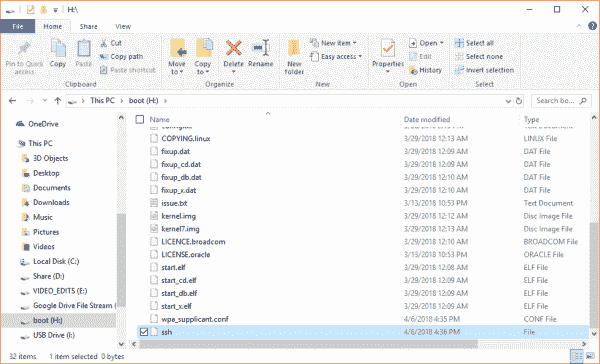 H:\
File Home Share View
Pin to Quick access
Copy
Paste
Cut
Copy path
Paste shortcut
Clipboard
Move to
Copy to
Delete
Rename
Organize
New folder
New item
Easy access
New
Properties
Open
Edit
History
Open
Select all
Select none
Invert selection
Select
This PC boot (H:)
Search bo...
OneDrive
This PC
3D Objects
Desktop
Documents
Downloads
Music
Pictures
Videos
Local Disk (C:)
Share (D:)
VIDEO_EDITS (E:)
Google Drive File Stream (
boot (H:)
USB Drive (I:)
Name Date modified Type
COPYING.linux 3/29/2018 12:13 AM LINUX File
fixup.dat 3/29/2018 12:09 AM DAT File
fixup_cd.dat 3/29/2018 12:09 AM DAT File
fixup_db.dat 3/29/2018 12:10 AM DAT File
fixup_x.dat 3/29/2018 12:10 AM DAT File
issue.txt 3/13/2018 10:53 PM Text Document
kernel.img 3/29/2018 12:12 AM Disc Image File
kernel7.img 3/29/2018 12:13 AM Disc Image File
LICENCE.broadcom 3/29/2018 12:10 AM BROADCOM File
LICENSE.oracle 3/13/2018 10:53 PM ORACLE File
start.elf 3/29/2018 12:08 AM ELF File
start_cd.elf 3/29/2018 12:09 AM ELF File
start_db.elf 3/29/2018 12:10 AM ELF File
start_x.elf 3/29/2018 12:09 AM ELF File
wpa_supplicant.conf 4/6/2018 4:35 PM CONF File
ssh 4/6/2018 4:36 PM File
32 items 1 item selected 0 bytes